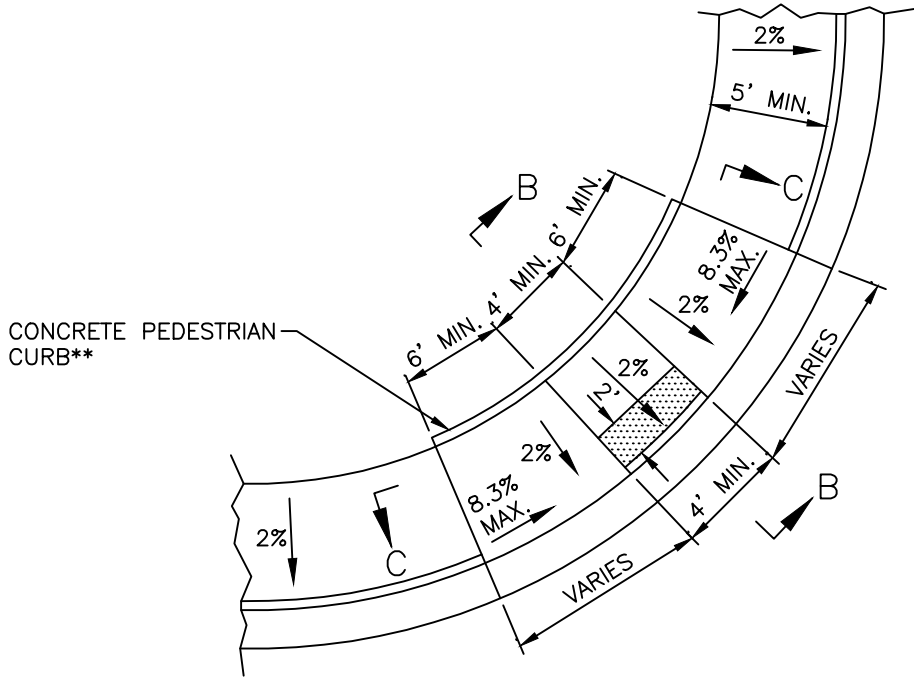 2%
5' MIN.
C
B
6' MIN.
4' MIN.
6' MIN.
8.3%
MAX.
2%
CONCRETE PEDESTRIAN
CURB**
2%
2'
VARIES
2%
8.3%
MAX.
4' MIN.
B
2%
C
VARIES